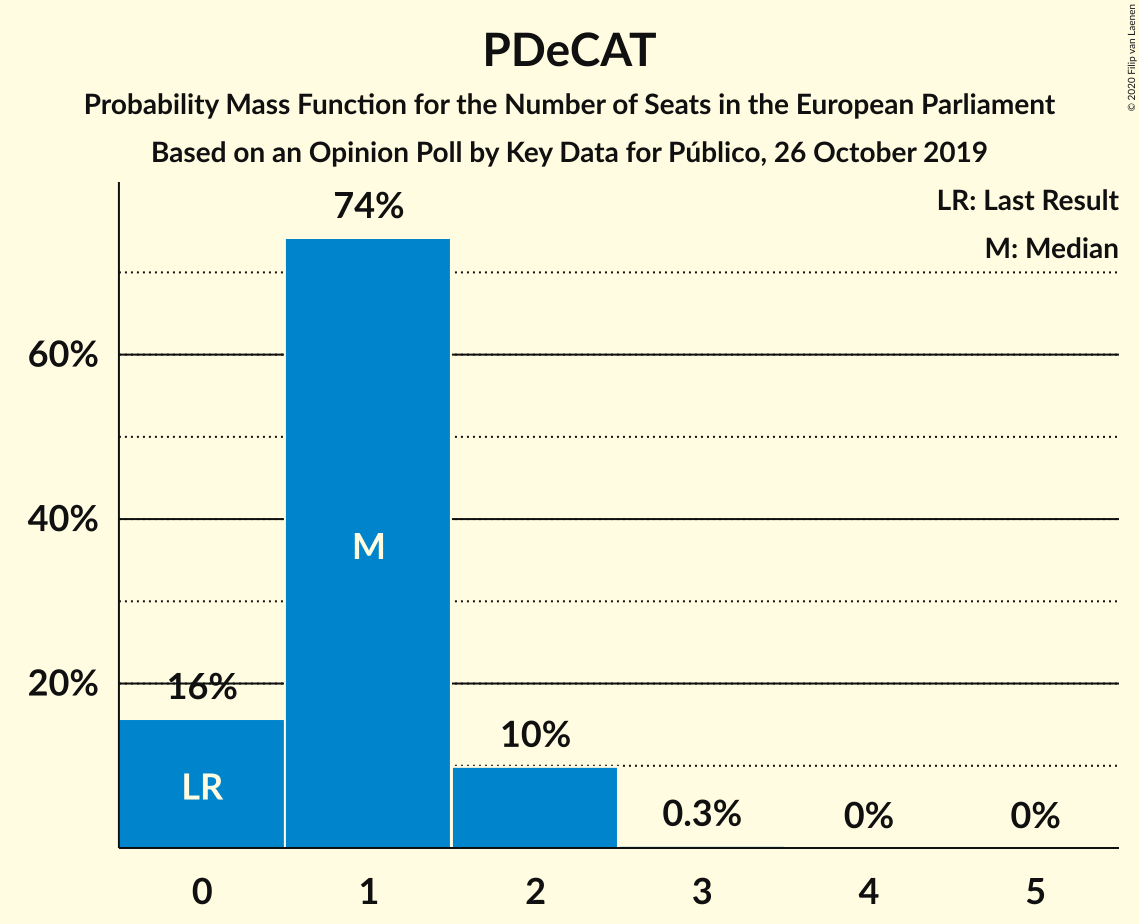 PDeCAT
Probability Mass Function for the Number of Seats in the European Parliament
Based on an Opinion Poll by Key Data for Público, 26 October 2019
© 2020 Filip van Laenen
LR: Last Result
M: Median
74%
60%
40%
20%
M
16%
LR
10%
0.3%
0%
0%
0 1 2 3 4 5